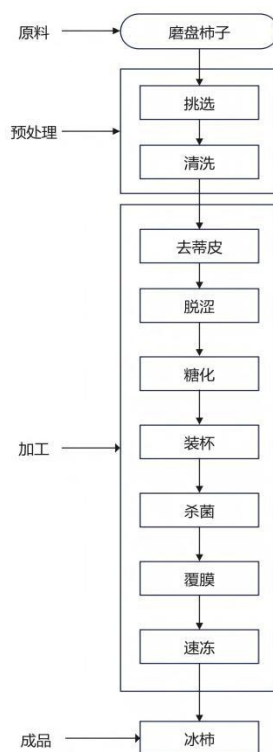 原料
磨盘柿子
挑选
预处理
清洗
去蒂皮
脱涩
糖化
装杯
加工
杀菌
覆膜
速冻
成品
冰柿